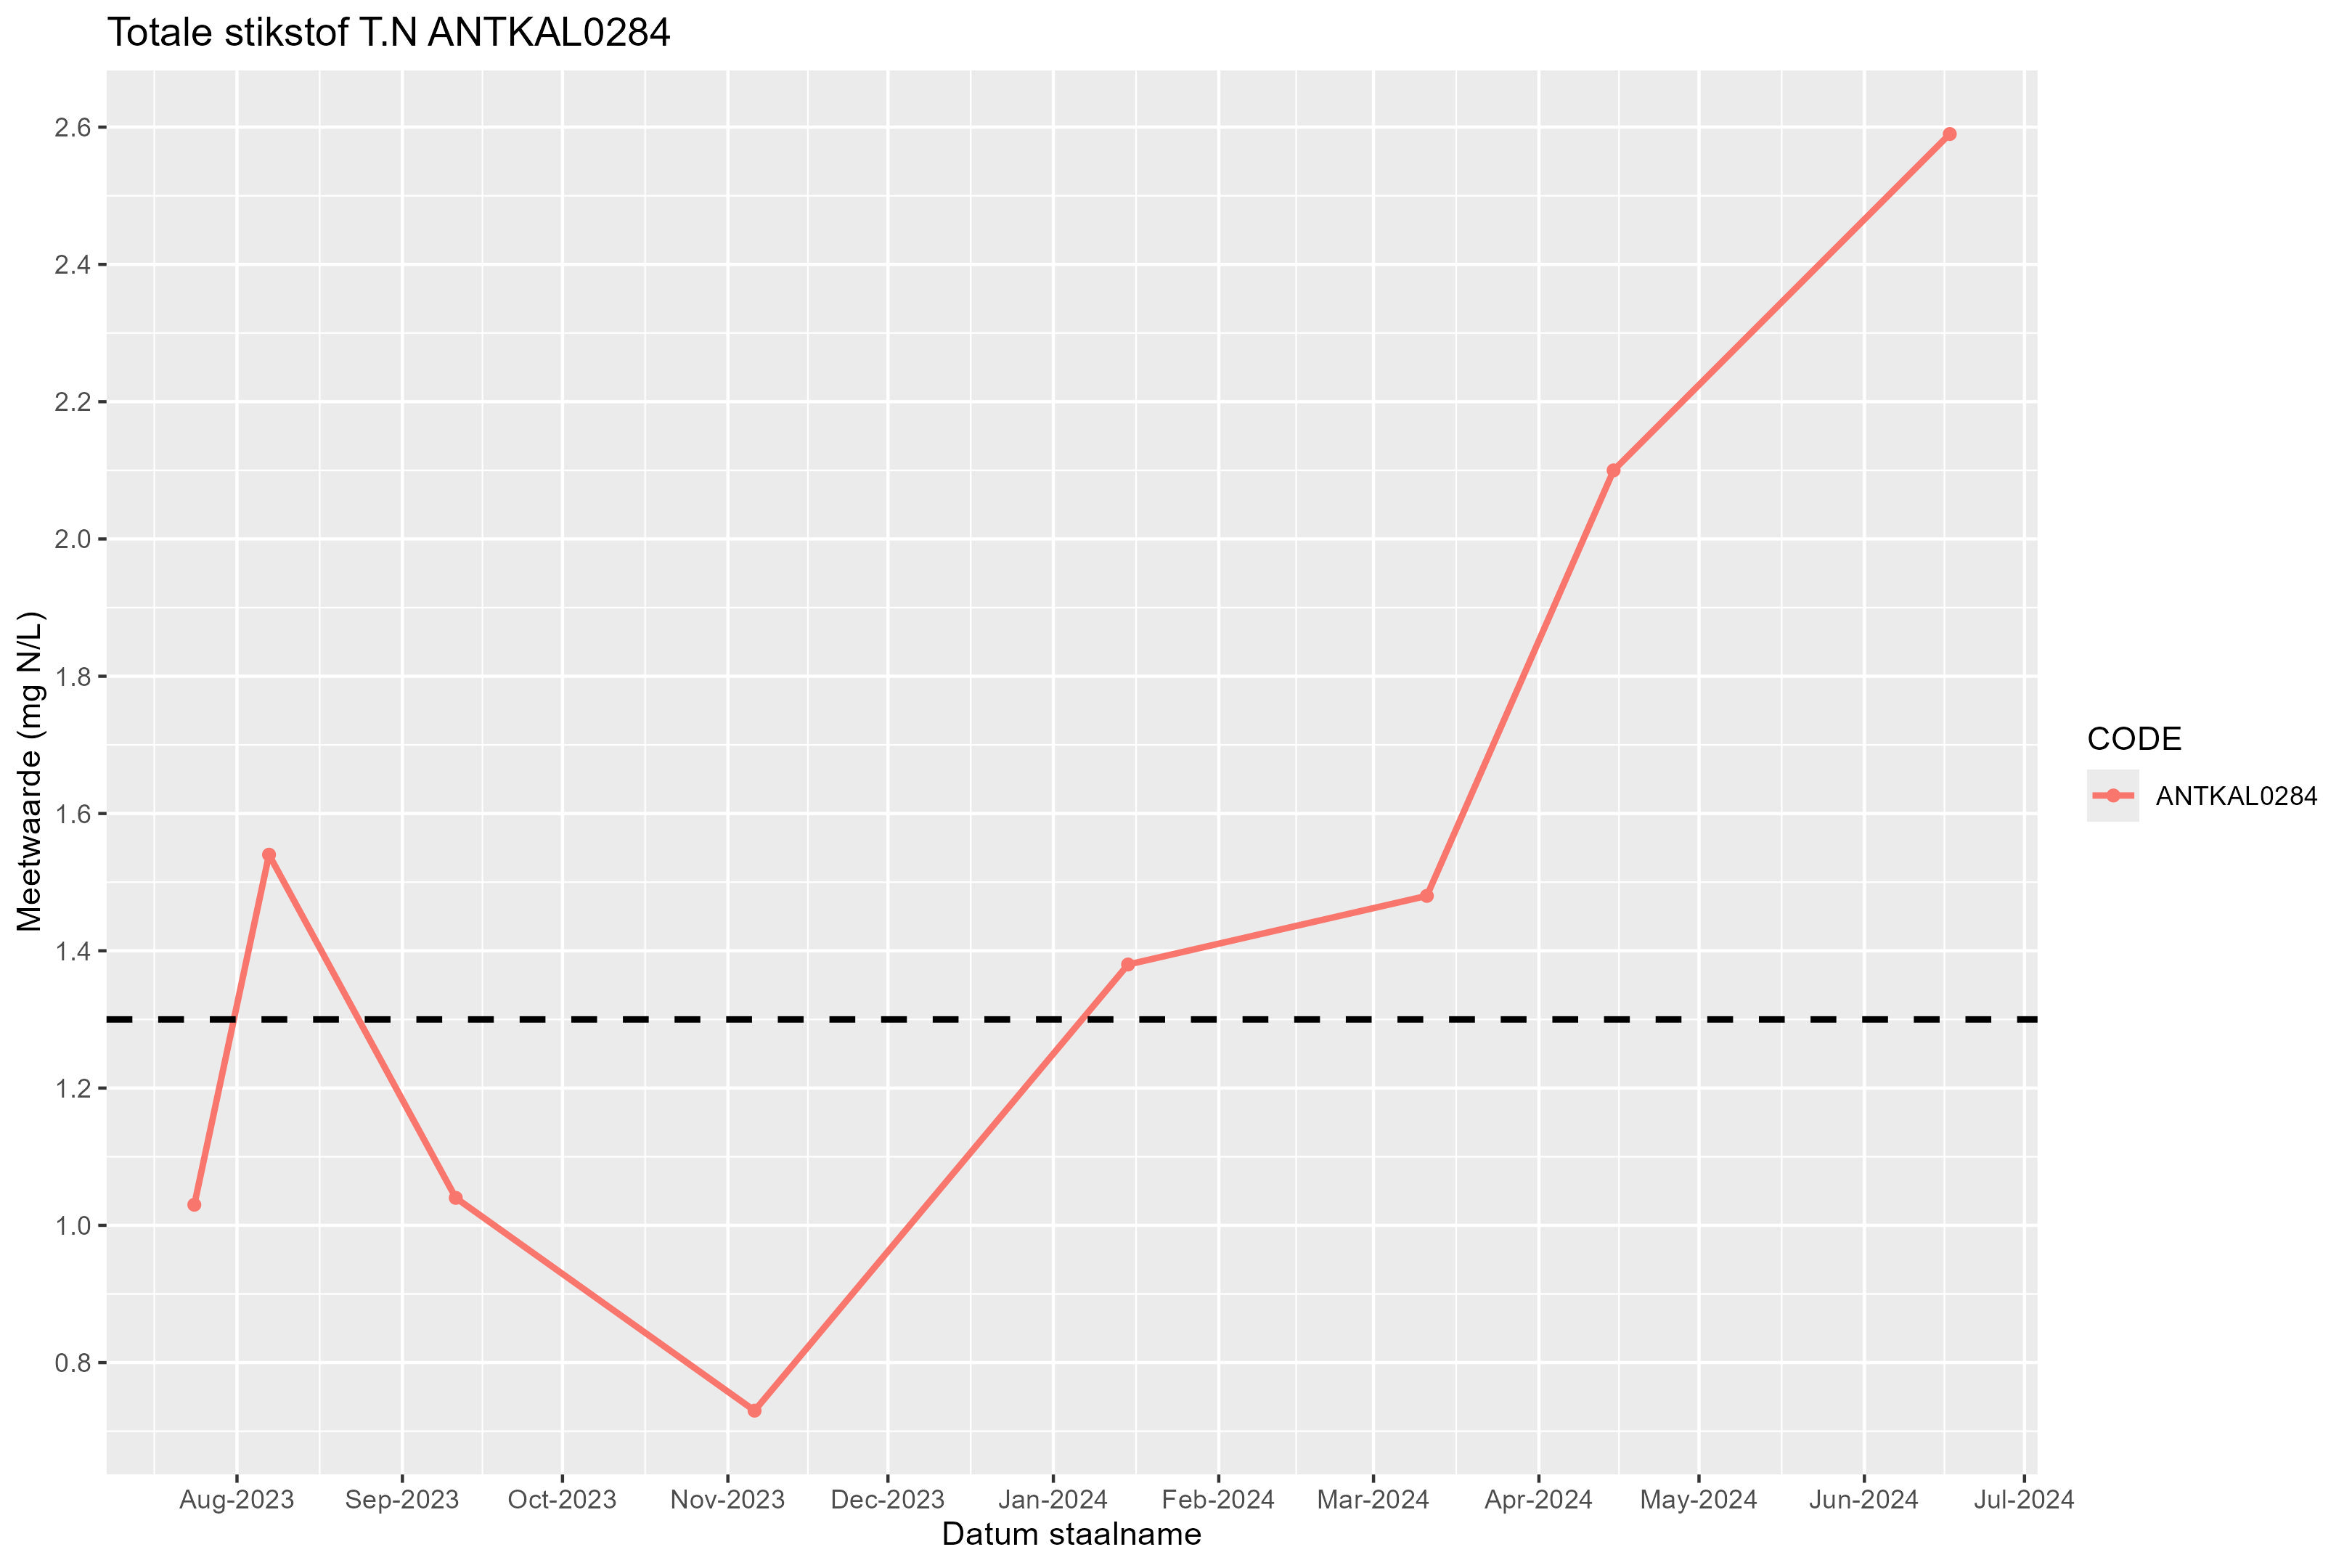 Totale stikstof T.N ANTKAL0284
Meetwaarde (mg N/L)
2.6
2.4
2.2
2.0
1.8
1.6
1.4
1.2
1.0
0.8
Aug-2023 Sep-2023 Oct-2023 Nov-2023 Dec-2023 Jan-2024 Feb-2024 Mar-2024 Apr-2024 May-2024 Jun-2024 Jul-2024
Datum staalname
CODE
ANTKAL0284